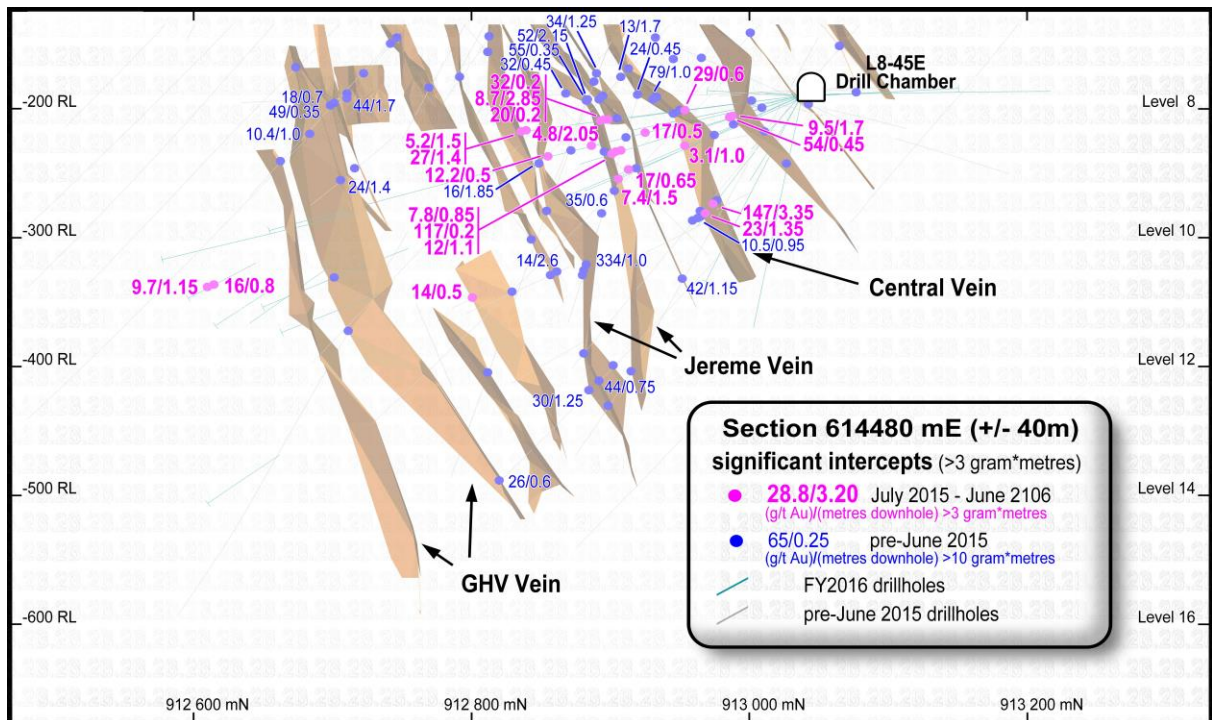 34/1.25
13/1.7
52/2.15
24/0.45
55/0.35
79/1.0
32/0.45
29/0.6
L8-45E
Drill Chamber
-200 RL
Level 8
18/0.7
49/0.35
44/1.7
10.4/1.0
32/0.2
8.7/2.85
20/0.2
4.8/2.05
17/0.5
9.5/1.7
54/0.45
3.1/1.0
5.2/1.5
27/1.4
12.2/0.5
16/1.85
24/1.4
17/0.65
7.4/1.5
35/0.6
7.8/0.85
117/0.2
12/1.1
147/3.35
23/1.35
10.5/0.95
-300 RL
Level 10
14/2.6
334/1.0
42/1.15
9.7/1.15
16/0.8
14/0.5
Central Vein
-400 RL
Level 12
Jereme Vein
44/0.75
30/1.25
-500 RL
Level 14
26/0.6
GHV Vein
-600 RL
Level 16
Section 614480 mE (+/- 40m)
significant intercepts (>3 gram*metres)
28.8/3.20 July 2015 - June 2106
(g/t Au)/(metres downhole) >3 gram*metres
65/0.25 pre-June 2015
(g/t Au)/(metres downhole) >10 gram*metres
FY2016 drillholes
pre-June 2015 drillholes
912 600 mN
912 800 mN
913 000 mN
913 200 mN